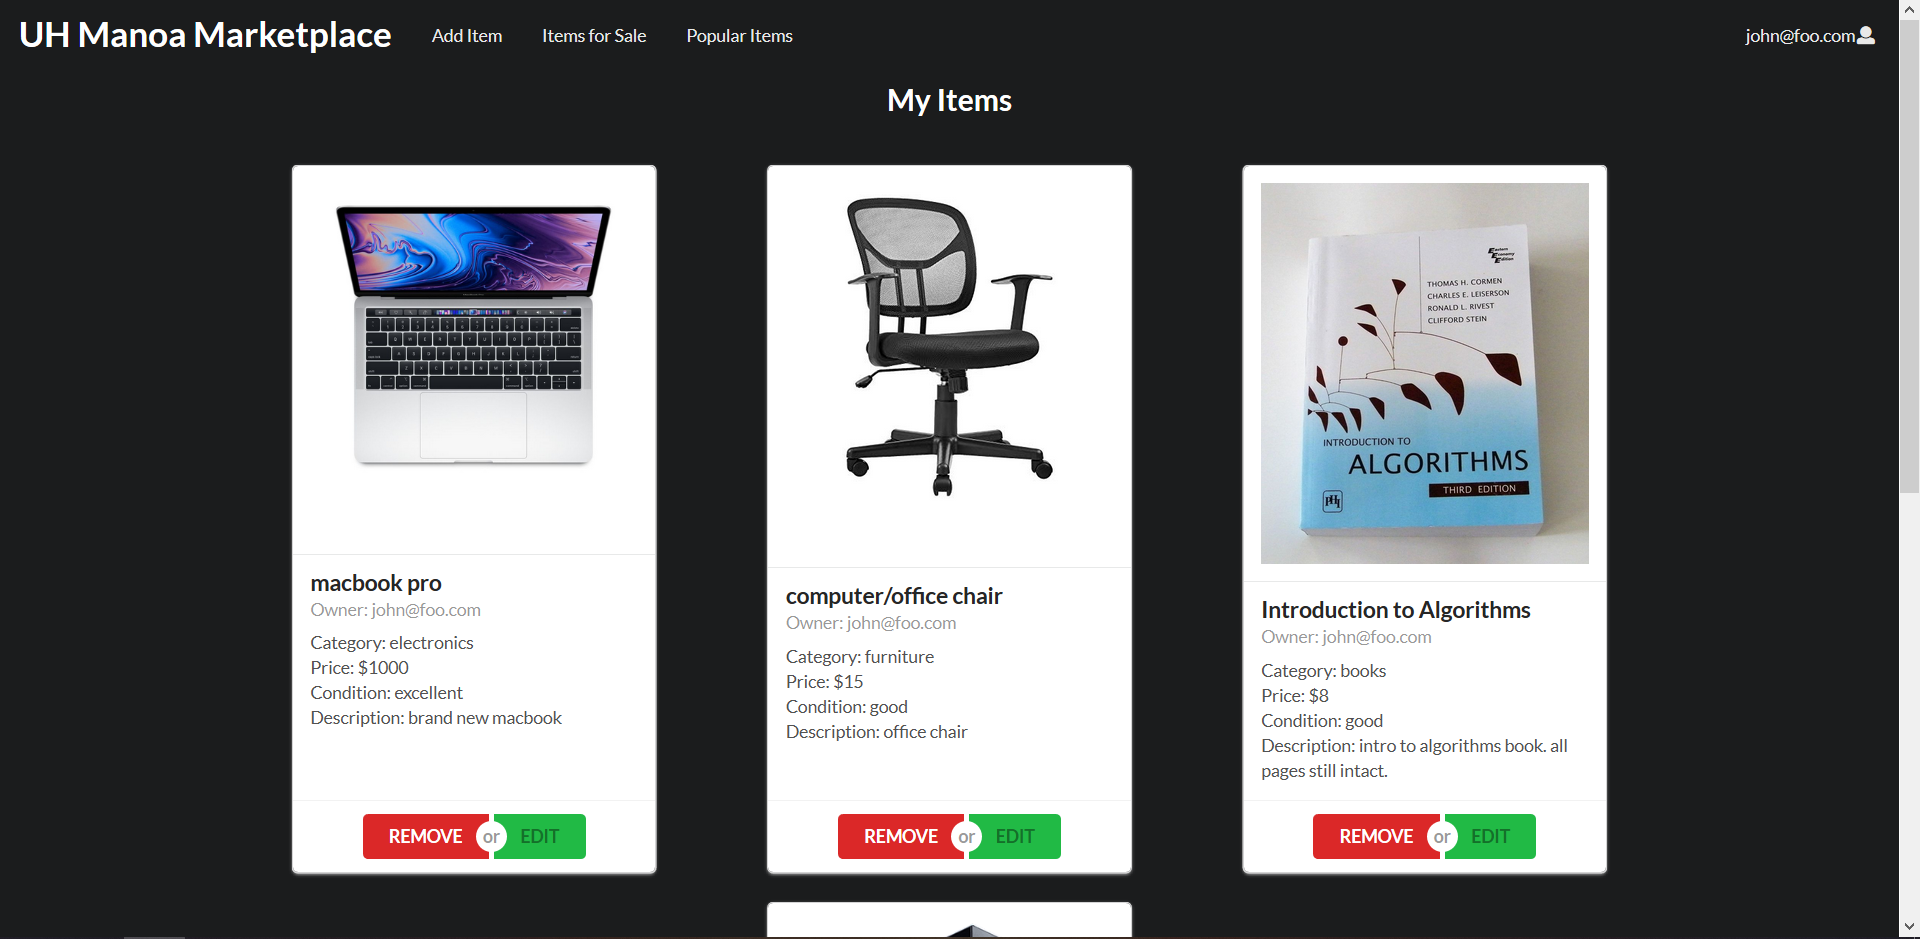 UH Manoa Marketplace
Add Item
Items for Sale
Popular Items
john@foo.com
My Items
macbook pro
Owner: john@foo.com
Category: electronics
Price: $1000
Condition: excellent
Description: brand new macbook
REMOVE or EDIT
computer/office chair
Owner: john@foo.com
Category: furniture
Price: $15
Condition: good
Description: office chair
REMOVE or EDIT
Eastern
Economy
Edition
THOMAS H. CORMEN
CHARLES E. LEISERSON
RONALD L. RIVEST
CLIFFORD STEIN
INTRODUCTION TO
ALGORITHMS
THIRD EDITION
PHI
Introduction to Algorithms
Owner: john@foo.com
Category: books
Price: $8
Condition: good
Description: intro to algorithms book. all
pages still intact.
REMOVE or EDIT